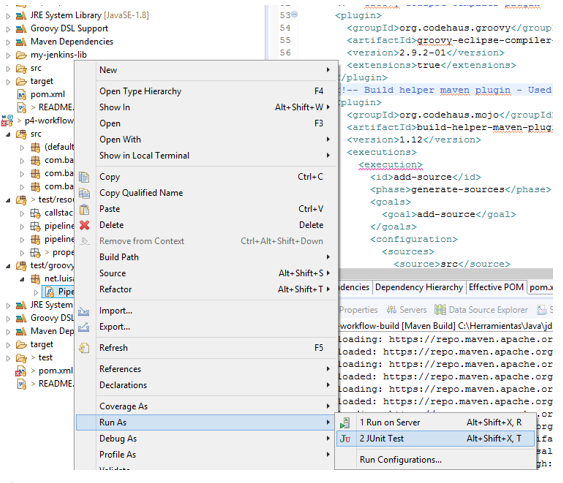 JRE System Library [JavaSE-1.8]
Groovy DSL Support
Maven Dependencies
my-jenkins-lib
src
target
pom.xml
> README.
> p4-workflow
src
(default
com.ba
com.ba
com.ba
> test/resou
callstac
pipeline
pipeline
> prope
test/groovy
net.luisa
Pipe
JRE System
Groovy DSL
Maven Dep
target
> test
> pom.xml
> README.
New
Open Type Hierarchy F4
Show In Alt+Shift+W
Open F3
Open With
Show in Local Terminal
Copy Ctrl+C
Copy Qualified Name
Paste Ctrl+V
Delete Delete
Remove from Context Ctrl+Alt+Shift+Down
Build Path
Source Alt+Shift+S
Refactor Alt+Shift+T
Import...
Export...
Refresh F5
References
Declarations
Coverage As
Run As
Debug As
Profile As
Validate
1 Run on Server Alt+Shift+X, R
2 JUnit Test Alt+Shift+X, T
Run Configurations...
53 <plugin>
54 <groupId>org.codehaus.groovy</group
55 <artifactId>groovy-eclipse-compiler-
56 <version>2.9.2-01</version>
<extensions>true</extensions>
</plugin>
<!-- Build helper maven plugin - Used
<plugin>
<groupId>org.codehaus.mojo</groupId>
<artifactId>build-helper-maven-plug
<version>1.12</version>
<executions>
<execution>
<id>add-source</id>
<phase>generate-sources</phase>
<goals>
<goal>add-source</goal>
</goals>
<configuration>
<sources>
<source>src</source>
ndencies Dependency Hierarchy Effective POM pom.x
Properties Servers Data Source Explorer S
-workflow-build [Maven Build] C:\Herramientas\Java\jd
loading: https://repo.maven.apache.or
loaded: https://repo.maven.apache.org
loading: https://repo.maven.apache.or
loaded: https://repo.maven.apache.org
loading: https://repo.maven.apache.or
loaded: https://repo.maven.apache.org